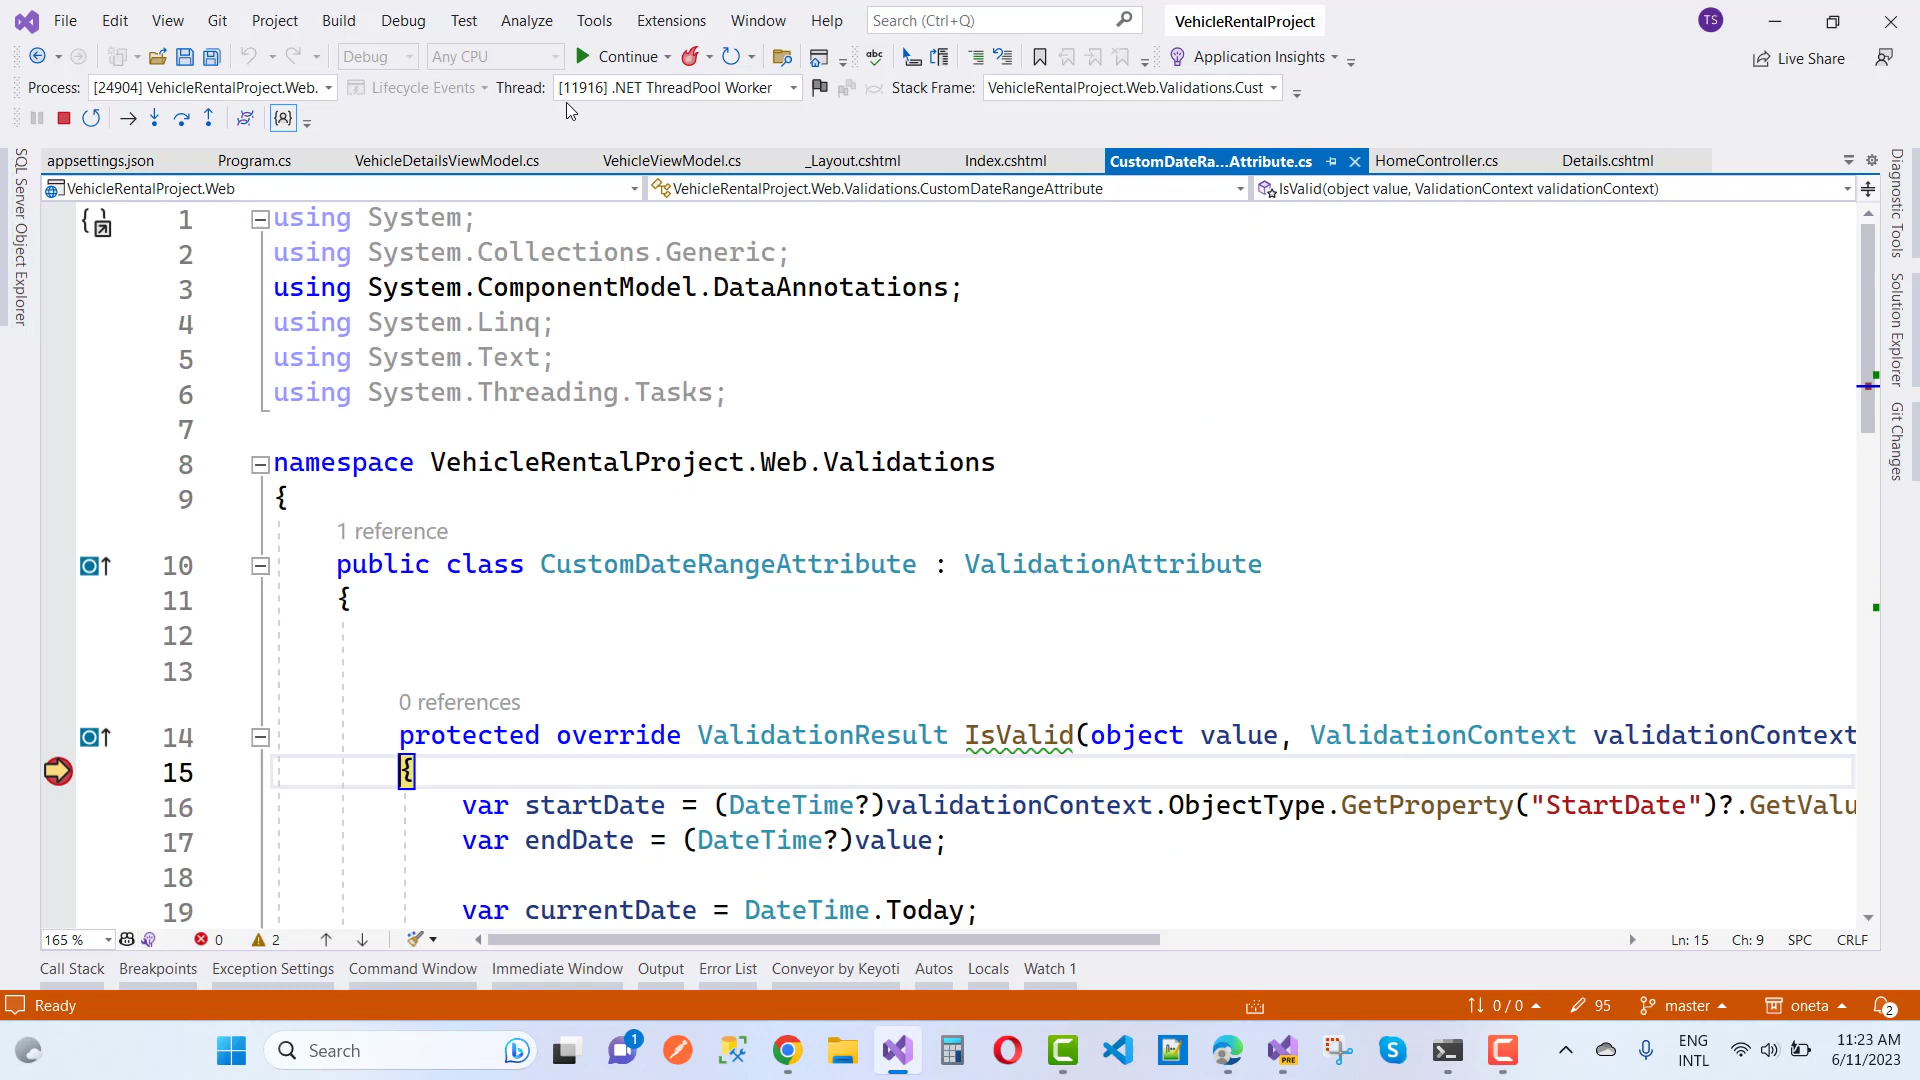 File Edit View Git Project Build Debug Test Analyze Tools Extensions Window Help Search (Ctrl+Q) VehicleRentalProject TS
Debug Any CPU Continue abc Application Insights Live Share
Process: [24904] VehicleRentalProject.Web. Lifecycle Events Thread: [11916] .NET ThreadPool Worker Stack Frame: VehicleRentalProject.Web.Validations.Cust
appsettings.json Program.cs VehicleDetailsViewModel.cs VehicleViewModel.cs _Layout.cshtml Index.cshtml CustomDateRa...Attribute.cs HomeController.cs Details.cshtml
VehicleRentalProject.Web VehicleRentalProject.Web.Validations.CustomDateRangeAttribute IsValid(object value, ValidationContext validationContext)
SQL Server Object Explorer
Diagnostic Tools
Solution Explorer
Git Changes
1 using System;
2 using System.Collections.Generic;
3 using System.ComponentModel.DataAnnotations;
4 using System.Linq;
5 using System.Text;
6 using System.Threading.Tasks;
7
8 namespace VehicleRentalProject.Web.Validations
9 {
1 reference
10 public class CustomDateRangeAttribute : ValidationAttribute
11 {
12
13
0 references
14 protected override ValidationResult IsValid(object value, ValidationContext validationContext
15 {
16 var startDate = (DateTime?)validationContext.ObjectType.GetProperty("StartDate")?.GetValu
17 var endDate = (DateTime?)value;
18
19 var currentDate = DateTime.Today;
165 % 0 2 Ln: 15 Ch: 9 SPC CRLF
Call Stack Breakpoints Exception Settings Command Window Immediate Window Output Error List Conveyor by Keyoti Autos Locals Watch 1
Ready 0 / 0 95 master oneta 2
Search 1 PRE ENG INTL 11:23 AM
6/11/2023